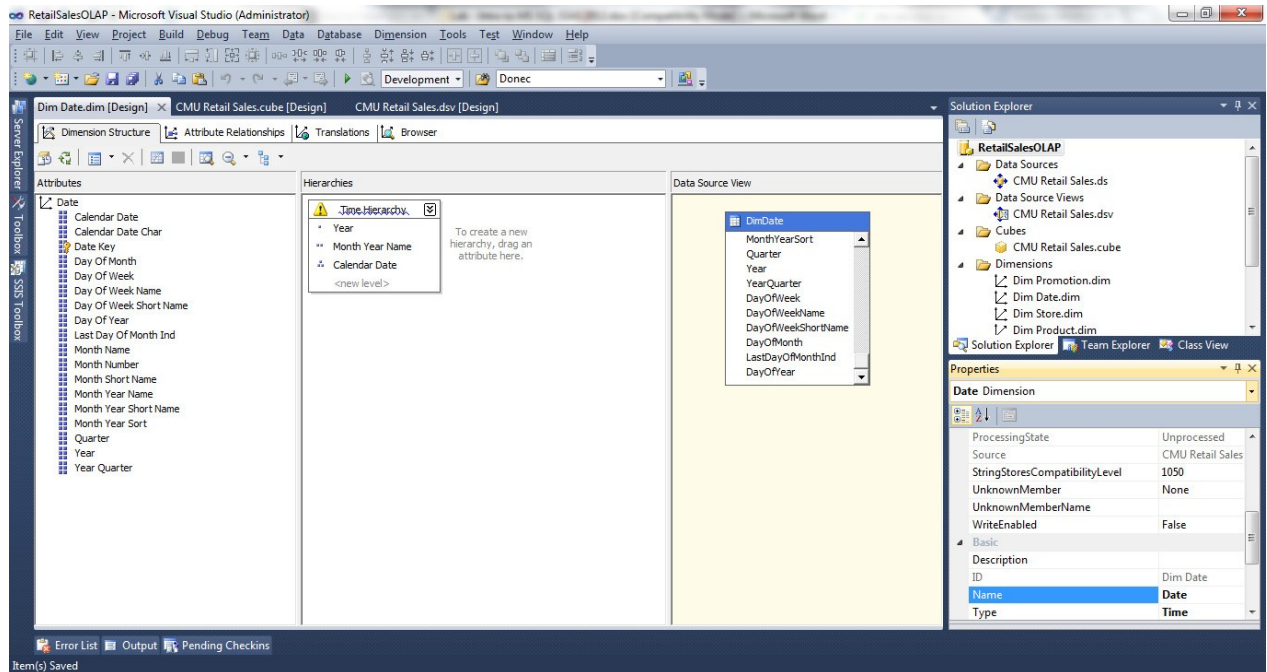 RetailSalesOLAP - Microsoft Visual Studio (Administrator)
File Edit View Project Build Debug Team Data Database Dimension Tools Test Window Help
Development Donec
Dim Date.dim [Design] CMU Retail Sales.cube [Design] CMU Retail Sales.dsv [Design]
Dimension Structure Attribute Relationships Translations Browser
Server Explorer
Toolbox
SSIS Toolbox
Attributes
Date
Calendar Date
Calendar Date Char
Date Key
Day Of Month
Day Of Week
Day Of Week Name
Day Of Week Short Name
Day Of Year
Last Day Of Month Ind
Month Name
Month Number
Month Short Name
Month Year Name
Month Year Short Name
Month Year Sort
Quarter
Year
Year Quarter
Hierarchies
Time Hierarchy
Year
Month Year Name
Calendar Date
<new level>
To create a new
hierarchy, drag an
attribute here.
Data Source View
DimDate
MonthYearSort
Quarter
Year
YearQuarter
DayOfWeek
DayOfWeekName
DayOfWeekShortName
DayOfMonth
LastDayOfMonthInd
DayOfYear
Solution Explorer
RetailSalesOLAP
Data Sources
CMU Retail Sales.ds
Data Source Views
CMU Retail Sales.dsv
Cubes
CMU Retail Sales.cube
Dimensions
Dim Promotion.dim
Dim Date.dim
Dim Store.dim
Dim Product.dim
Solution Explorer Team Explorer Class View
Properties
Date Dimension
ProcessingState Unprocessed
Source CMU Retail Sales
StringStoresCompatibilityLevel 1050
UnknownMember None
UnknownMemberName
WriteEnabled False
Basic
Description
ID Dim Date
Name Date
Type Time
Error List Output Pending Checkins
Item(s) Saved